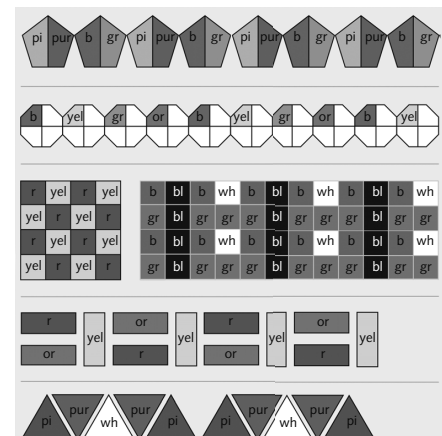 pi pur b gr pi pur b gr pi pur b gr pi pur b gr
b yel gr or b yel gr or b yel
r yel r yel b bl b wh b bl b wh b bl b wh
yel r yel r gr bl gr gr gr bl gr gr gr bl gr gr
r yel r yel b bl b wh b bl b wh b bl b wh
yel r yel r gr bl gr gr gr bl gr gr gr bl gr gr
r or r or
yel yel yel yel
or r or r
pur pur pur pur
pi wh pi pi wh pi